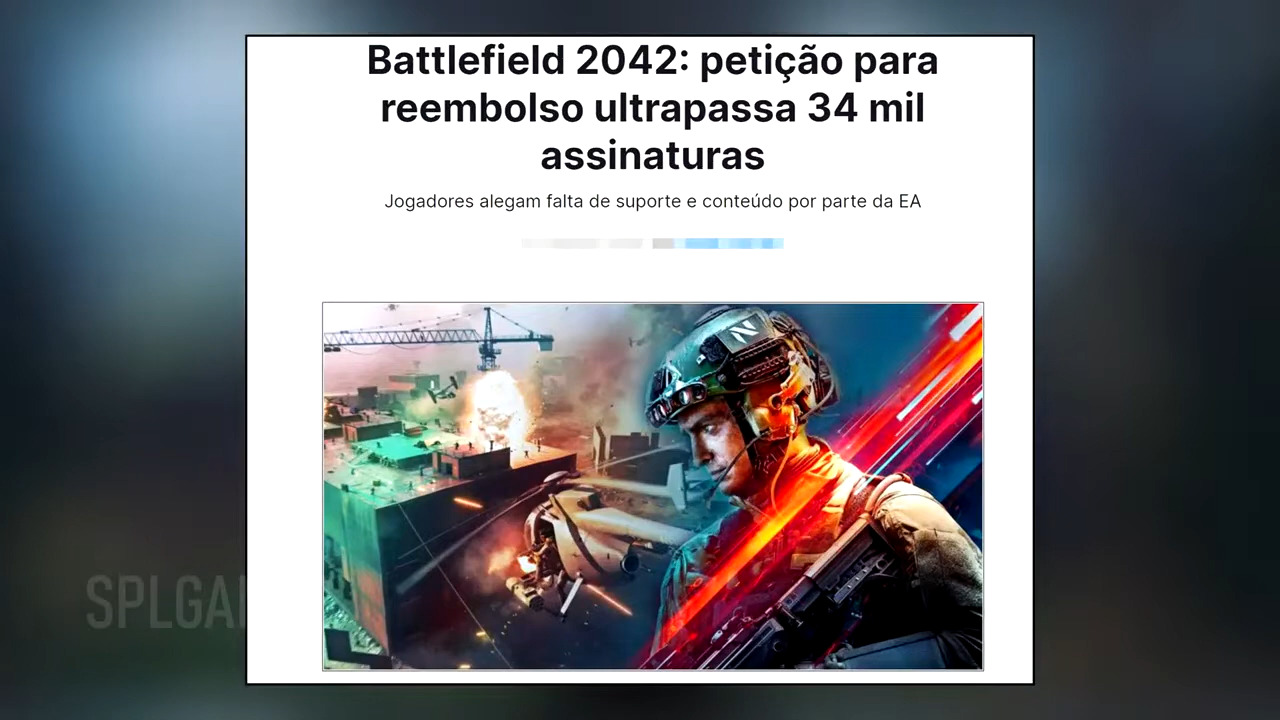 Battlefield 2042: petição para
reembolso ultrapassa 34 mil
assinaturas
Jogadores alegam falta de suporte e conteúdo por parte da EA